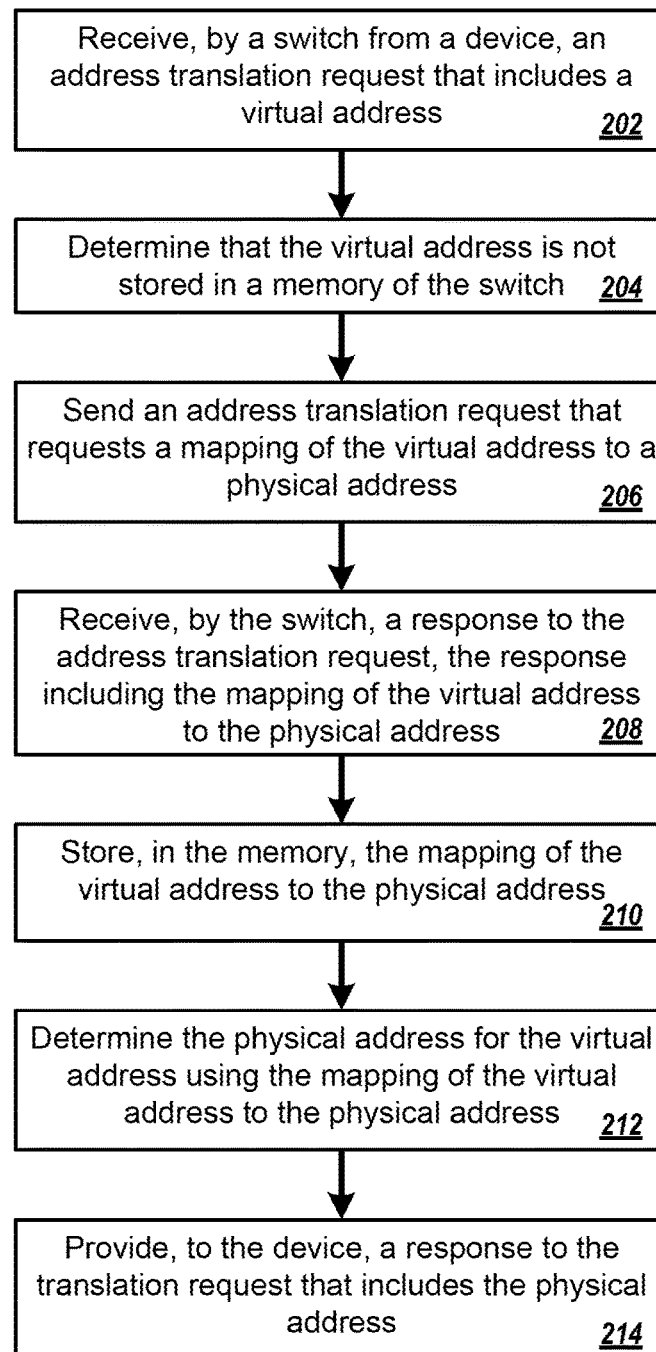 Receive, by a switch from a device, an
address translation request that includes a
virtual address
202
Determine that the virtual address is not
stored in a memory of the switch
204
Send an address translation request that
requests a mapping of the virtual address to a
physical address
206
Receive, by the switch, a response to the
address translation request, the response
including the mapping of the virtual address
to the physical address
208
Store, in the memory, the mapping of the
virtual address to the physical address
210
Determine the physical address for the virtual
address using the mapping of the virtual
address to the physical address
212
Provide, to the device, a response to the
translation request that includes the physical
address
214